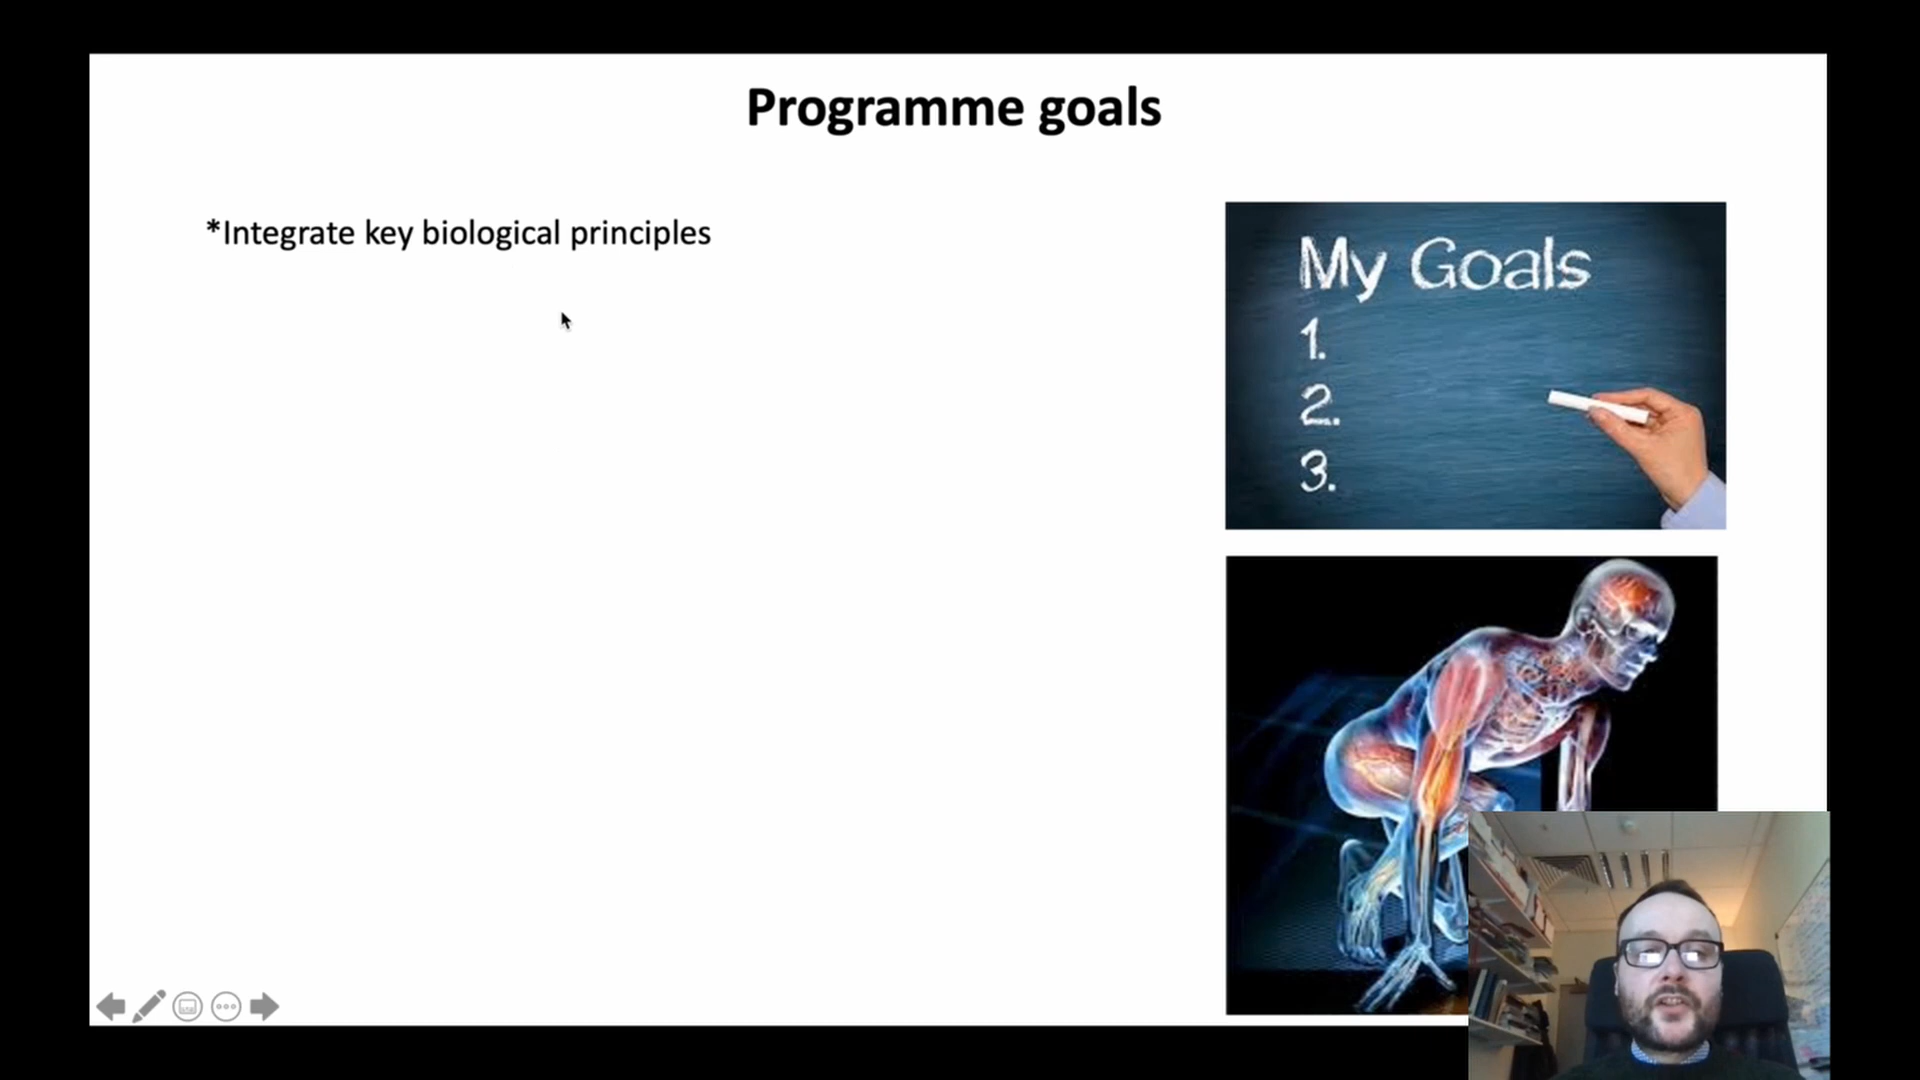 Programme goals
*Integrate key biological principles
My Goals
1.
2.
3.